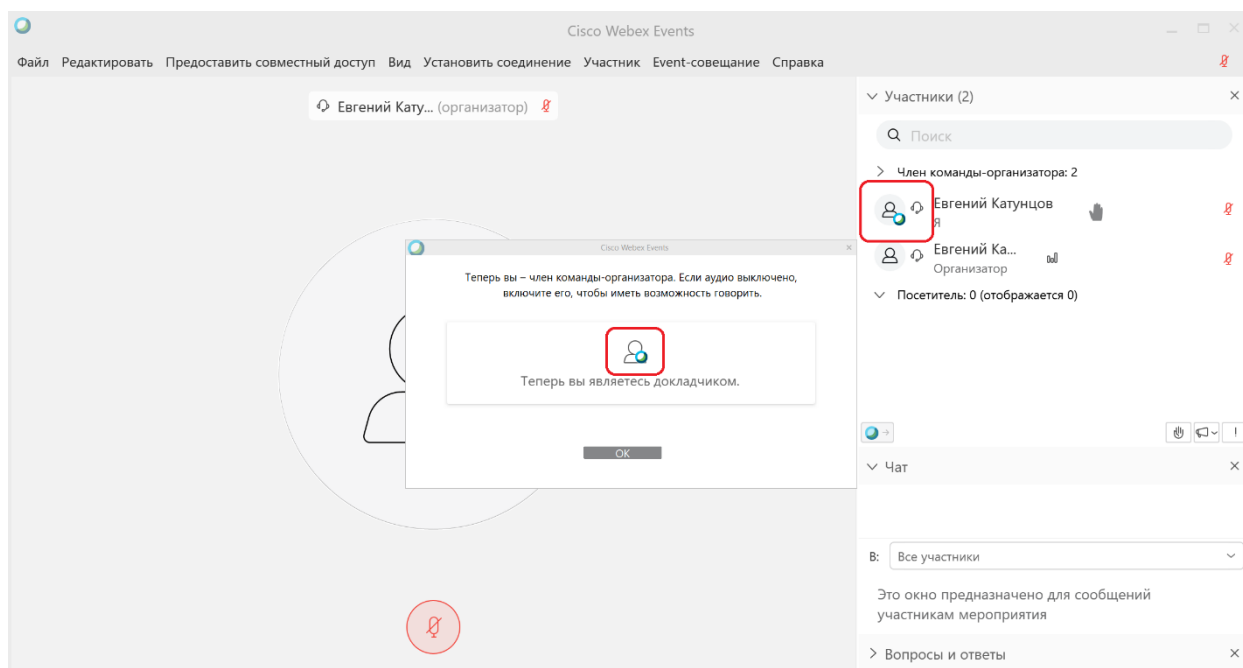 Cisco Webex Events
Файл Редактировать Предоставить совместный доступ Вид Установить соединение Участник Event-совещание Справка
Евгений Кату... (организатор)
Участники (2)
Поиск
Член команды-организатора: 2
Евгений Катунцов
Я
Евгений Ка...
Организатор
Посетитель: 0 (отображается 0)
Cisco Webex Events
Теперь вы – член команды-организатора. Если аудио выключено,
включите его, чтобы иметь возможность говорить.
Теперь вы являетесь докладчиком.
ОК
Чат
В: Все участники
Это окно предназначено для сообщений
участникам мероприятия
Вопросы и ответы